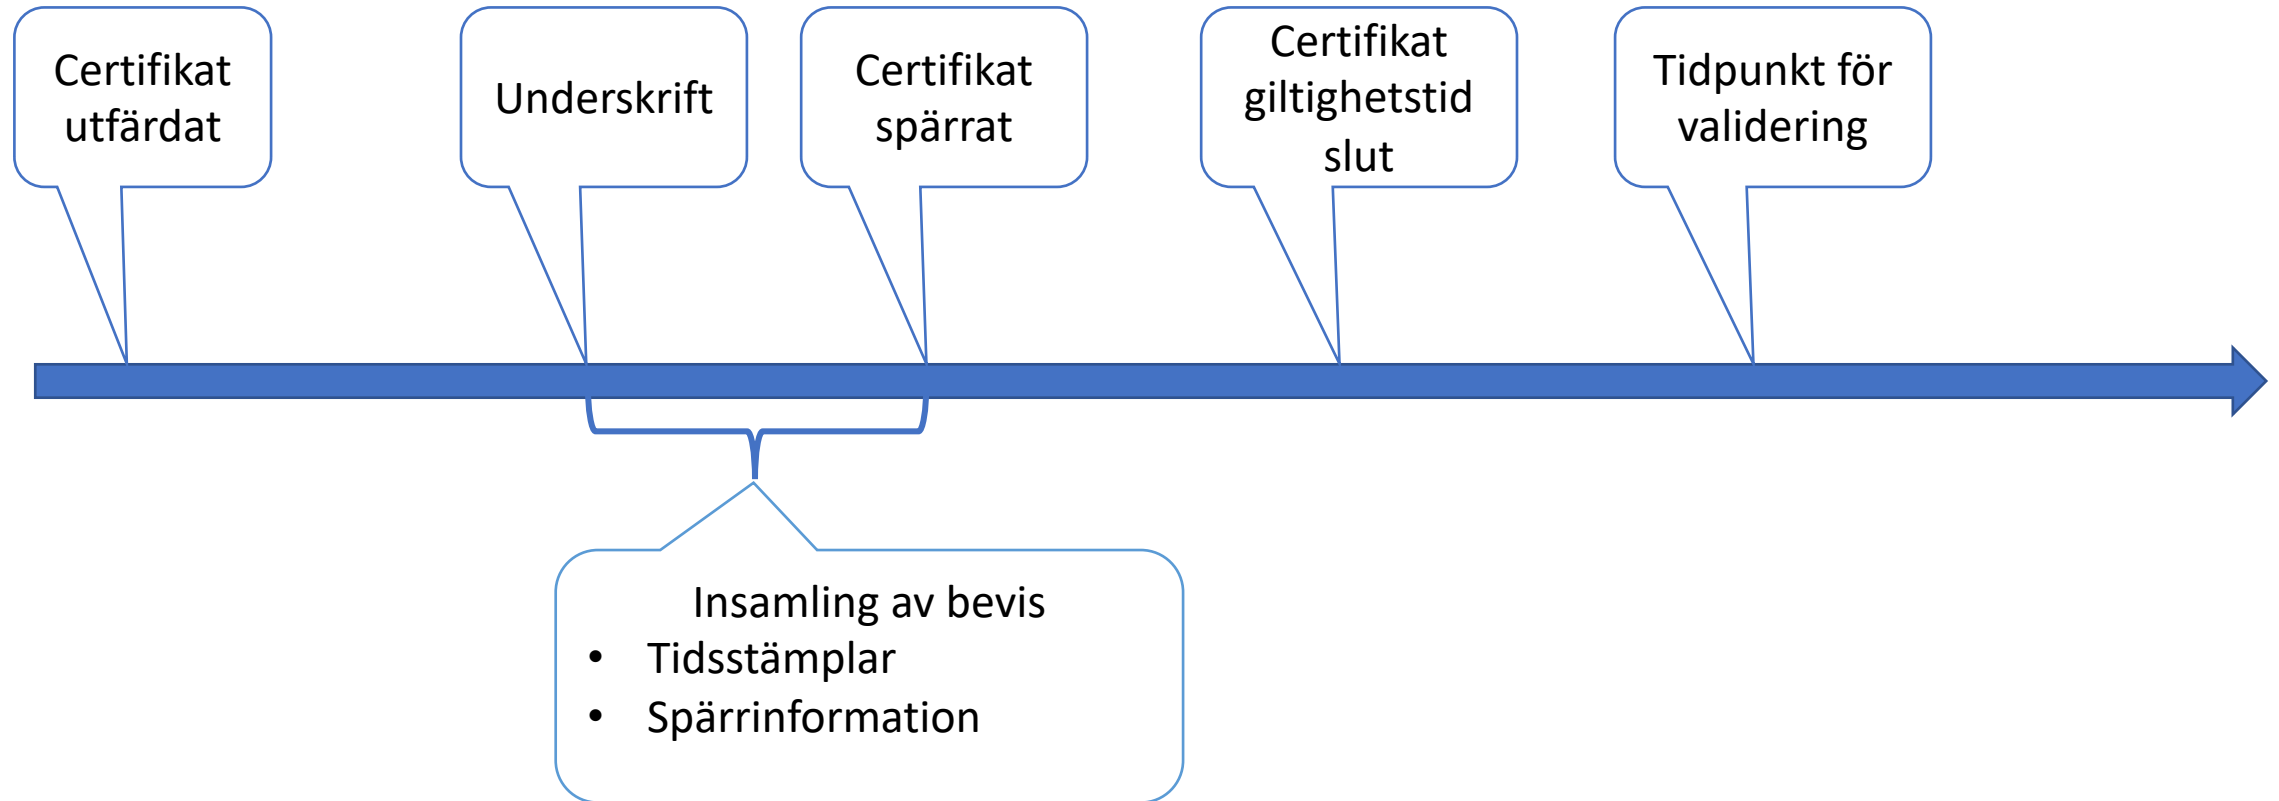 Certifikat
utfärdat
Underskrift
Certifikat
spärrat
Certifikat
giltighetstid
slut
Tidpunkt för
validering
Insamling av bevis
• Tidsstämplar
• Spärrinformation